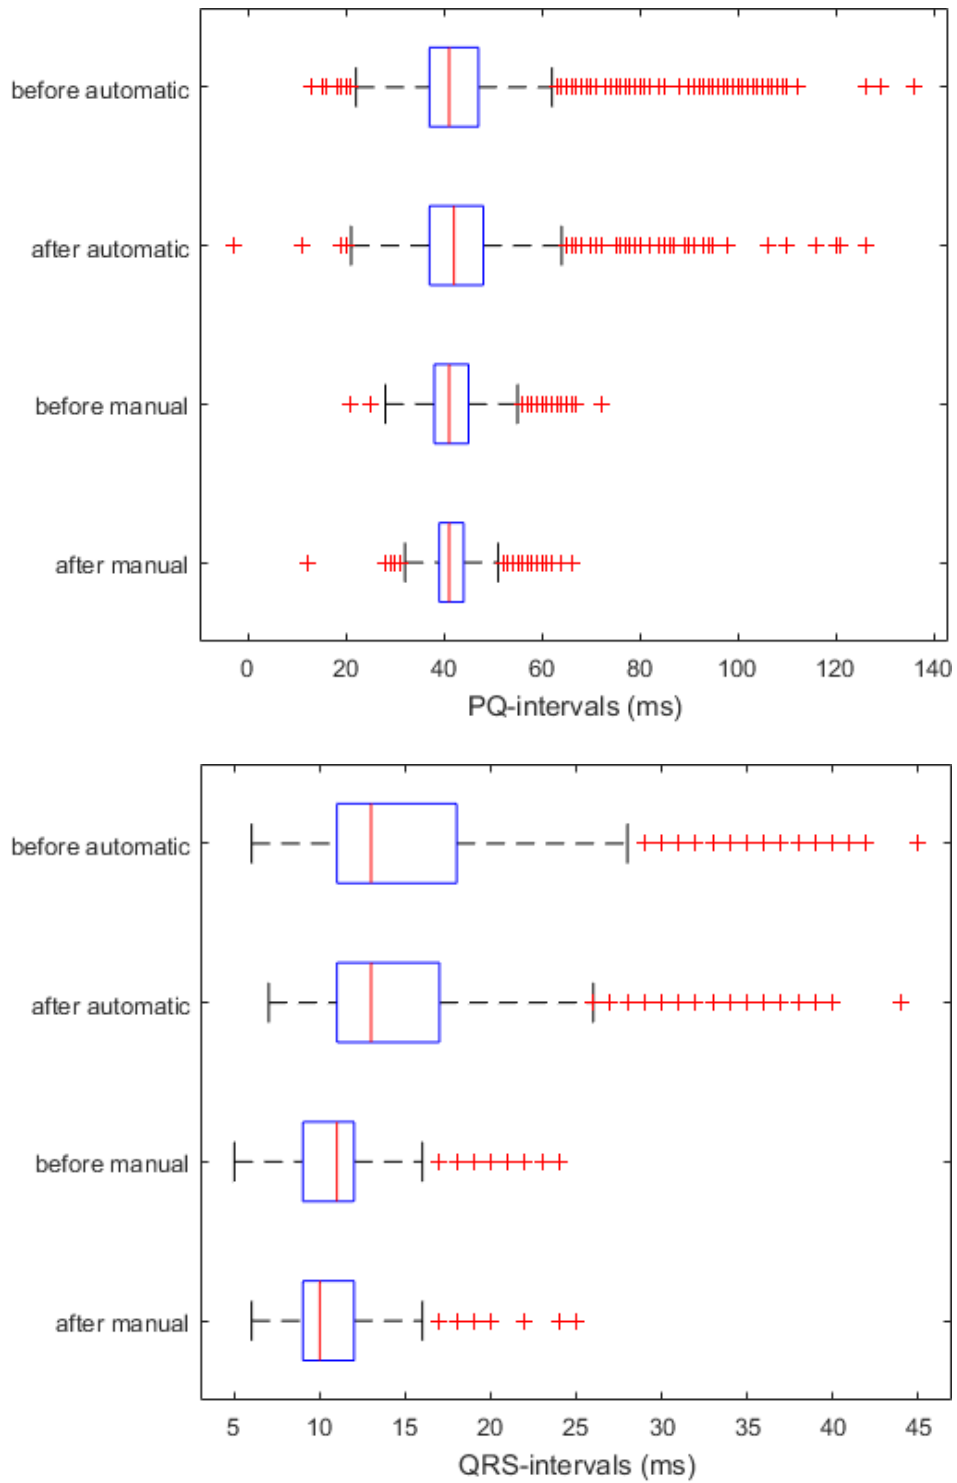 before automatic
after automatic
before manual
after manual
0 20 40 60 80 100 120 140
PQ-intervals (ms)
before automatic
after automatic
before manual
after manual
5 10 15 20 25 30 35 40 45
QRS-intervals (ms)